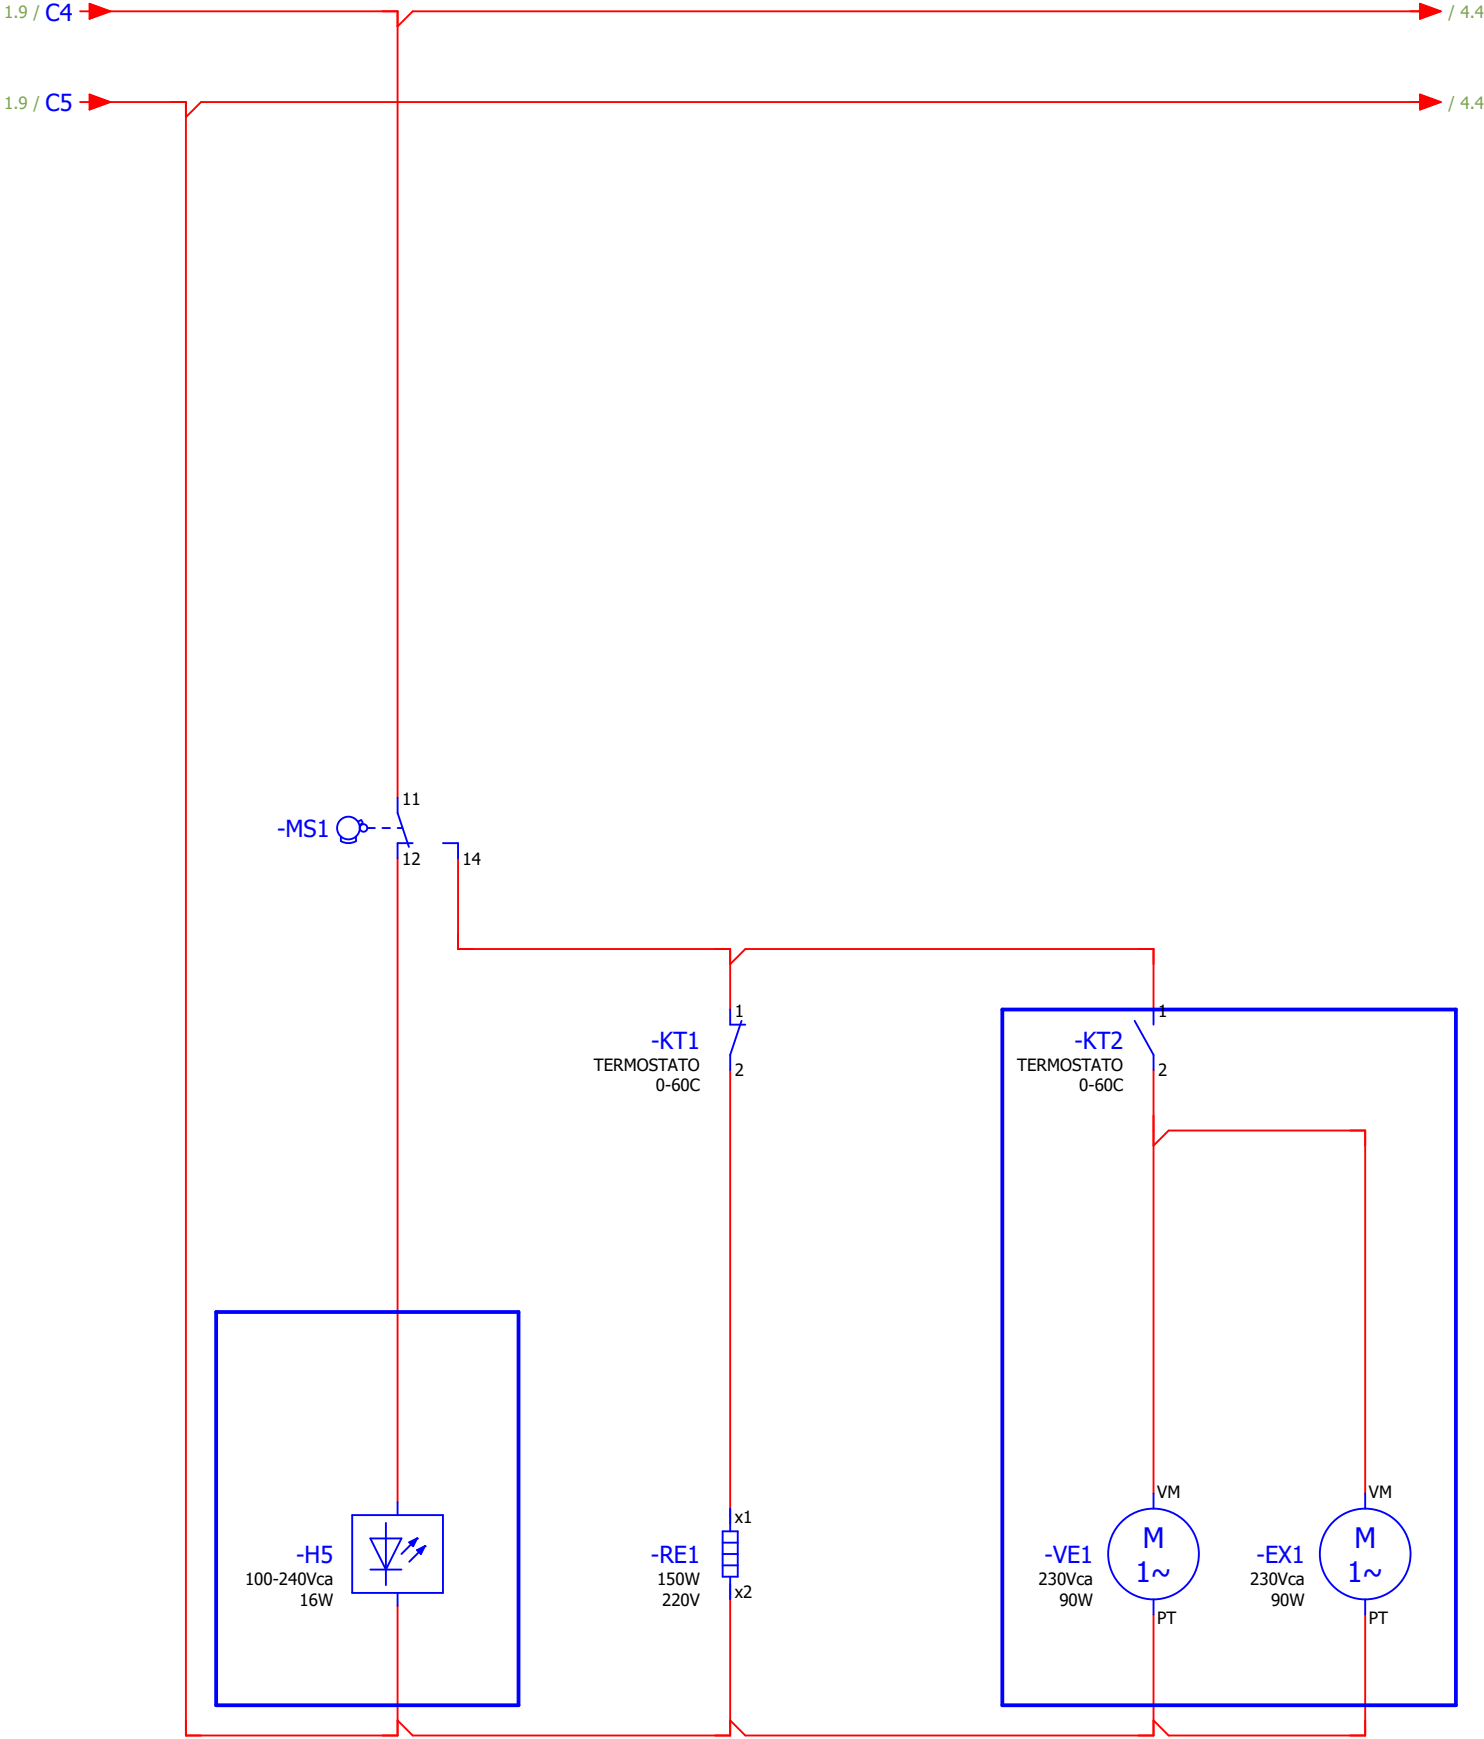 1.9 / C4
/ 4.4
1.9 / C5
/ 4.4
11
-MS1
12
14
1
-KT1
TERMOSTATO
0-60C
2
1
-KT2
TERMOSTATO
0-60C
2
-H5
100-240Vca
16W
x1
-RE1
150W
220V
x2
VM
M
1~
-VE1
230Vca
90W
PT
VM
M
1~
-EX1
230Vca
90W
PT